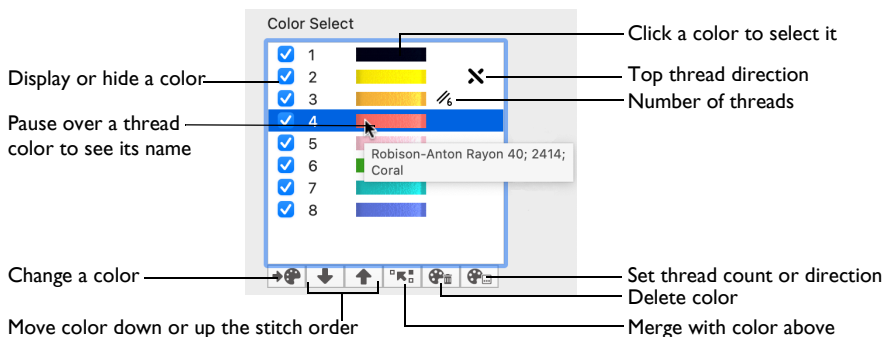 Color Select
Click a color to select it
1
Display or hide a color
2
Top thread direction
3
6
Number of threads
Pause over a thread
color to see its name
4
5
Robison-Anton Rayon 40; 2414;
Coral
6
7
8
Change a color
Set thread count or direction
Delete color
Move color down or up the stitch order
Merge with color above